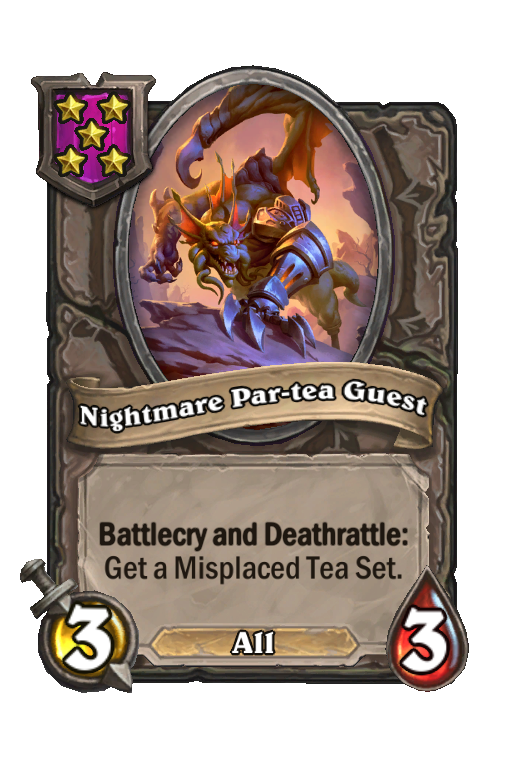 Nightmare Par-tea Guest
Battlecry and Deathrattle:
Get a Misplaced Tea Set.
3
All
3